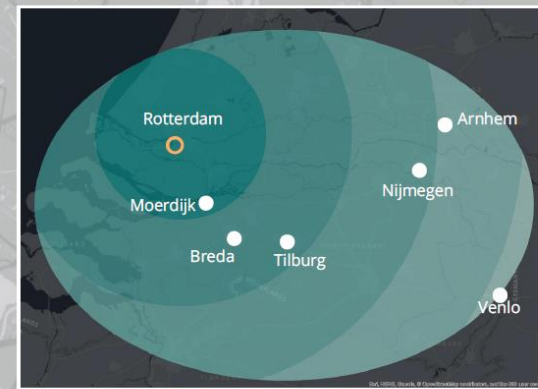 Rotterdam
Arnhem
Nijmegen
Moerdijk
Breda
Tilburg
Venlo